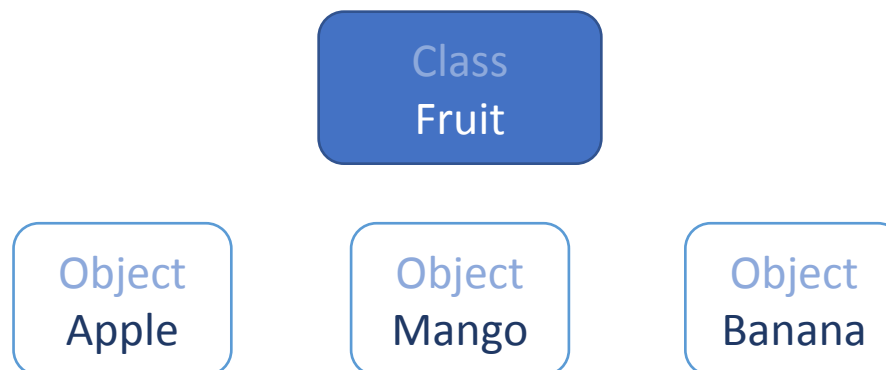 Class
Fruit
Object
Apple
Object
Mango
Object
Banana